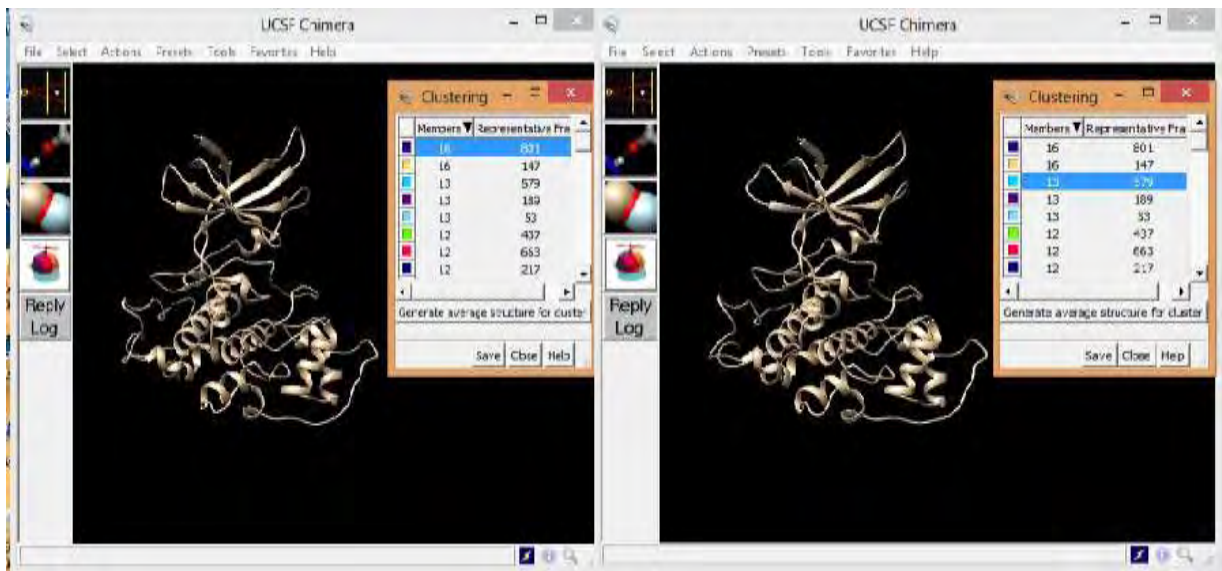 UCSF Chimera
File Select Actions Presets Tools Favorites Help
Clustering
Members Representative Fra
16 801
16 147
13 579
13 189
13 53
12 437
12 663
12 217
Generate average structure for cluster
Save Close Help
Reply
Log
UCSF Chimera
File Select Actions Presets Tools Favorites Help
Clustering
Members Representative Fra
16 801
16 147
13 579
13 189
13 53
12 437
12 663
12 217
Generate average structure for cluster
Save Close Help
Reply
Log